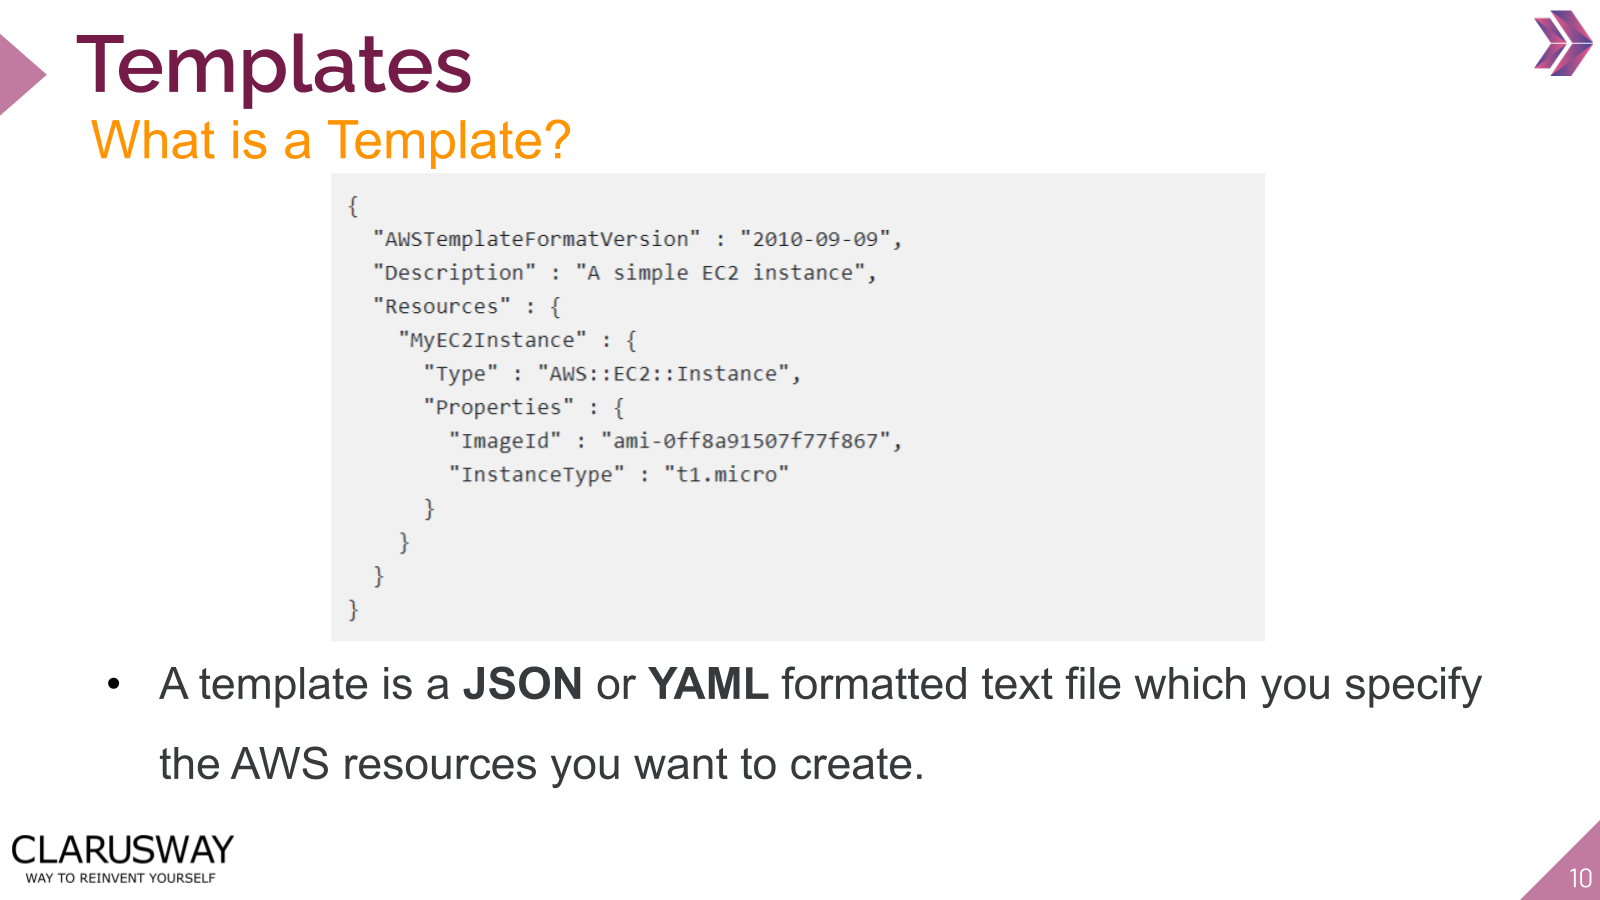 Templates
What is a Template?
{
  "AWSTemplateFormatVersion" : "2010-09-09",
  "Description" : "A simple EC2 instance",
  "Resources" : {
    "MyEC2Instance" : {
      "Type" : "AWS::EC2::Instance",
      "Properties" : {
        "ImageId" : "ami-0ff8a91507f77f867",
        "InstanceType" : "t1.micro"
      }
    }
  }
}
• A template is a JSON or YAML formatted text file which you specify
the AWS resources you want to create.
CLARUSWAY
WAY TO REINVENT YOURSELF
10